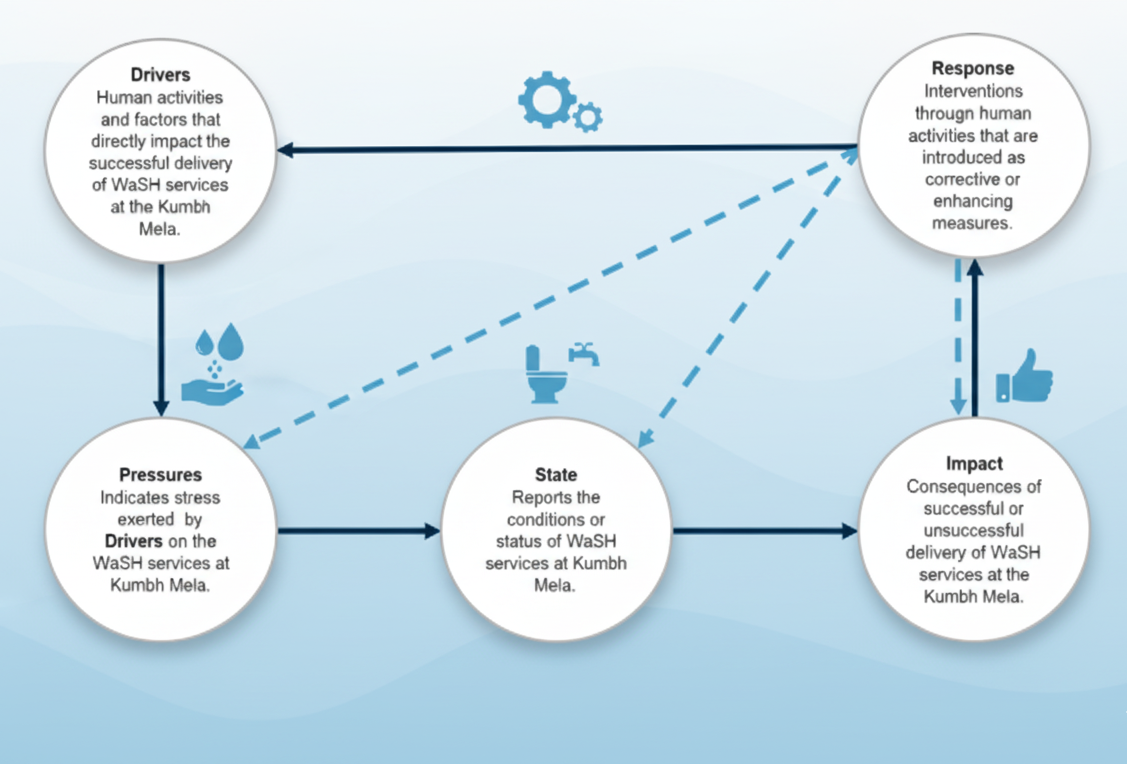 Drivers
Human activities
and factors that
directly impact the
successful delivery
of WaSH services
at the Kumbh
Mela.
Response
Interventions
through human
activities that are
introduced as
corrective or
enhancing
measures.
Pressures
Indicates stress
exerted by
Drivers on the
WaSH services at
Kumbh Mela.
State
Reports the
conditions or
status of WaSH
services at Kumbh
Mela.
Impact
Consequences of
successful or
unsuccessful
delivery of WaSH
services at the
Kumbh Mela.